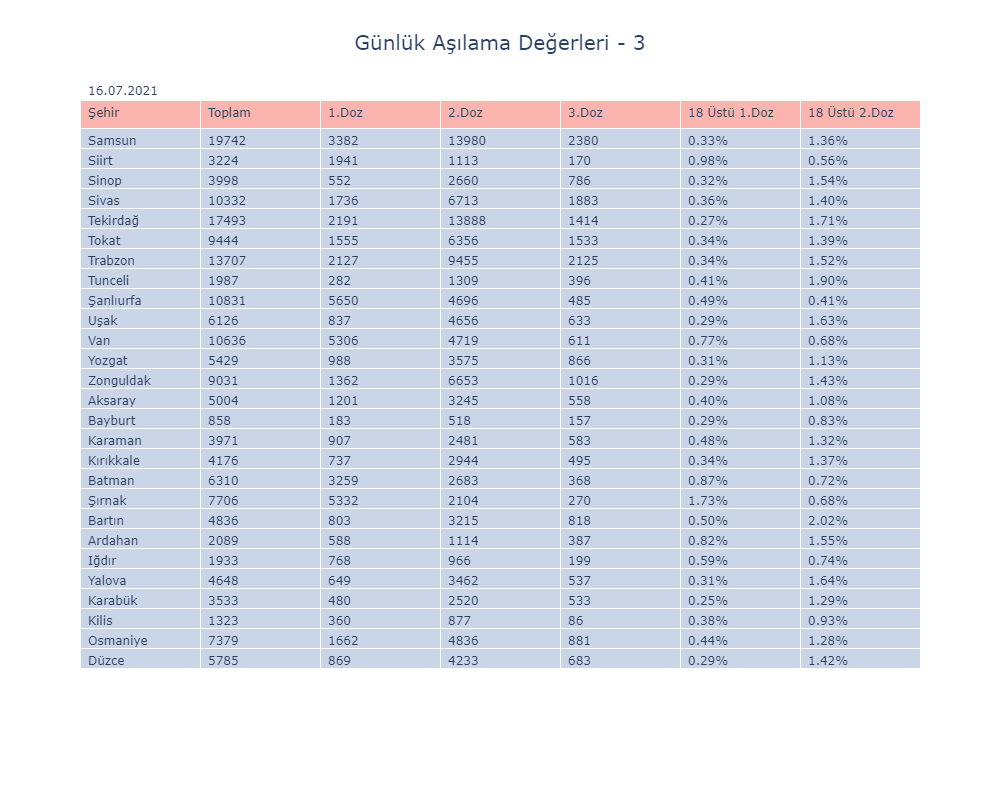 Günlük Aşılama Değerleri - 3
16.07.2021
Şehir Toplam 1.Doz 2.Doz 3.Doz 18 Üstü 1.Doz 18 Üstü 2.Doz
Samsun 19742 3382 13980 2380 0.33% 1.36%
Siirt 3224 1941 1113 170 0.98% 0.56%
Sinop 3998 552 2660 786 0.32% 1.54%
Sivas 10332 1736 6713 1883 0.36% 1.40%
Tekirdağ 17493 2191 13888 1414 0.27% 1.71%
Tokat 9444 1555 6356 1533 0.34% 1.39%
Trabzon 13707 2127 9455 2125 0.34% 1.52%
Tunceli 1987 282 1309 396 0.41% 1.90%
Şanlıurfa 10831 5650 4696 485 0.49% 0.41%
Uşak 6126 837 4656 633 0.29% 1.63%
Van 10636 5306 4719 611 0.77% 0.68%
Yozgat 5429 988 3575 866 0.31% 1.13%
Zonguldak 9031 1362 6653 1016 0.29% 1.43%
Aksaray 5004 1201 3245 558 0.40% 1.08%
Bayburt 858 183 518 157 0.29% 0.83%
Karaman 3971 907 2481 583 0.48% 1.32%
Kırıkkale 4176 737 2944 495 0.34% 1.37%
Batman 6310 3259 2683 368 0.87% 0.72%
Şırnak 7706 5332 2104 270 1.73% 0.68%
Bartın 4836 803 3215 818 0.50% 2.02%
Ardahan 2089 588 1114 387 0.82% 1.55%
Iğdır 1933 768 966 199 0.59% 0.74%
Yalova 4648 649 3462 537 0.31% 1.64%
Karabük 3533 480 2520 533 0.25% 1.29%
Kilis 1323 360 877 86 0.38% 0.93%
Osmaniye 7379 1662 4836 881 0.44% 1.28%
Düzce 5785 869 4233 683 0.29% 1.42%